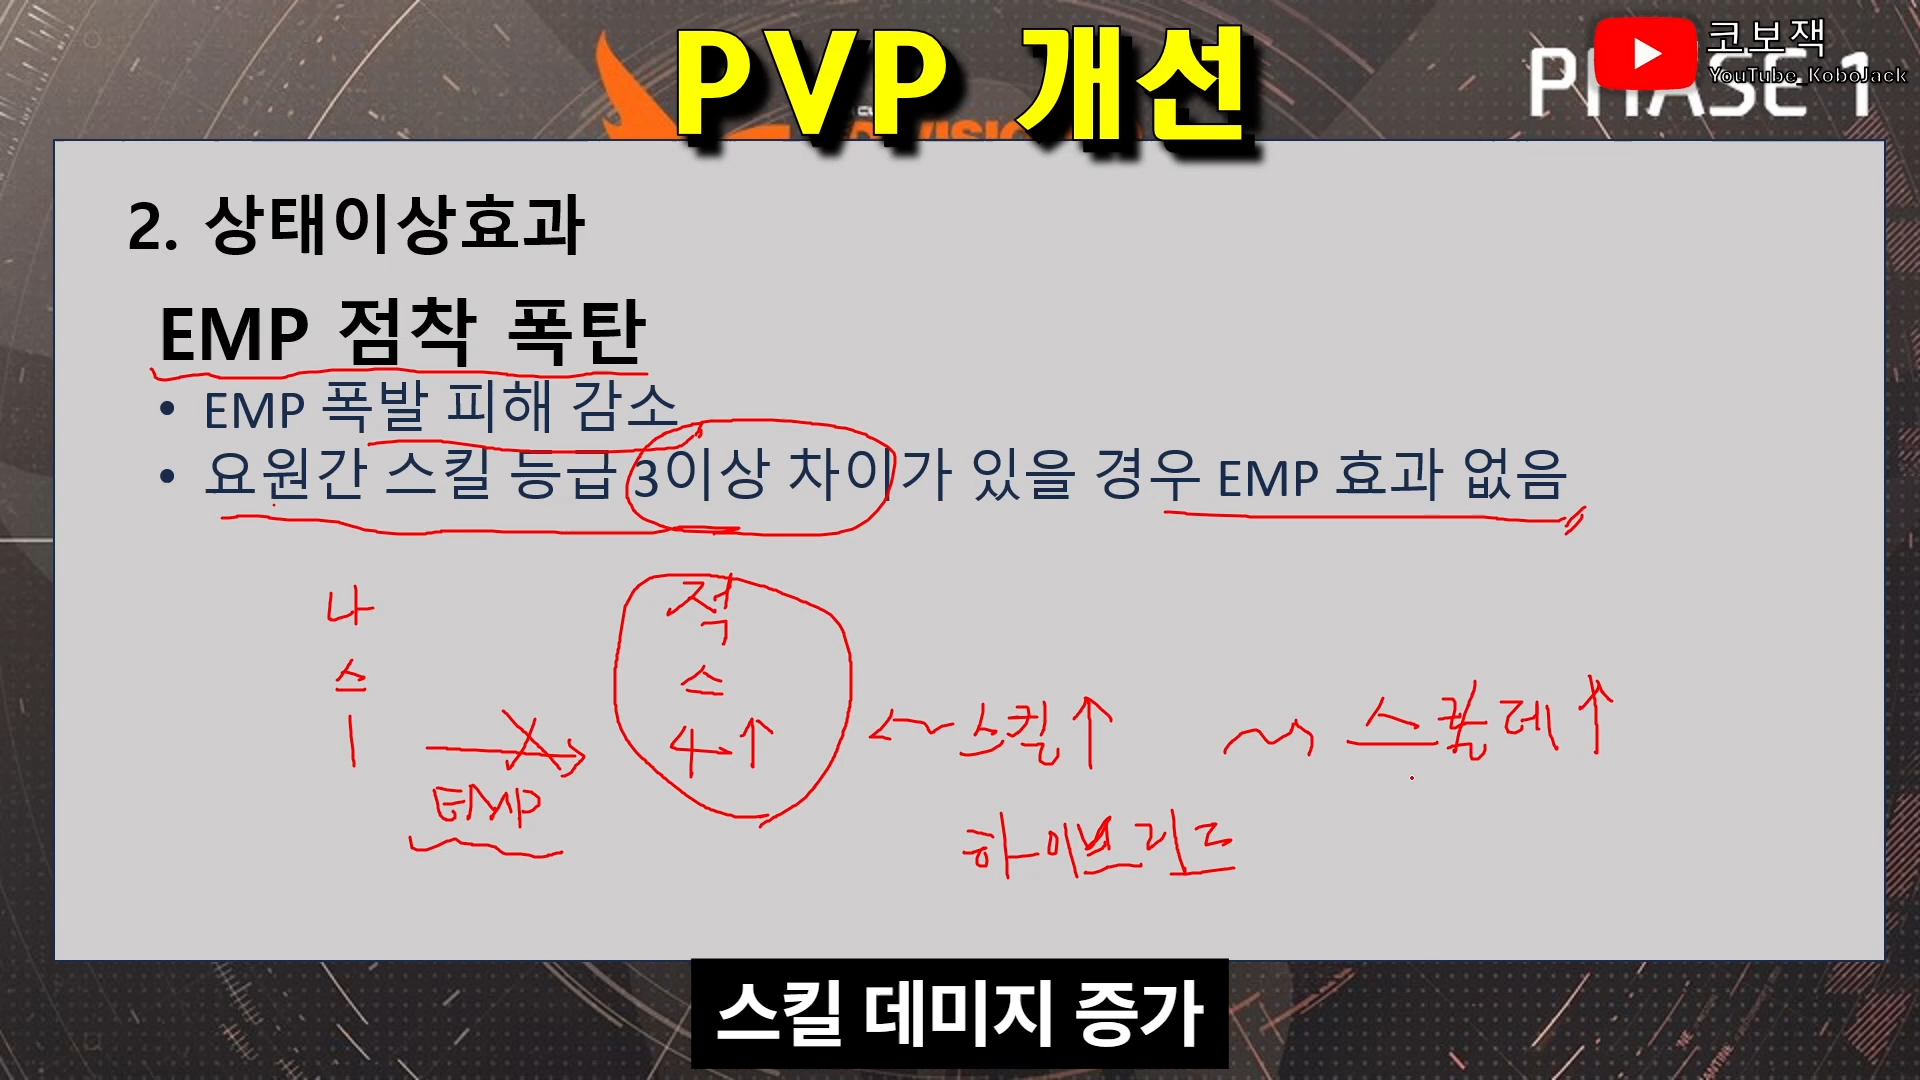 PVP 개선
코보잭
YouTube_KoboJack
PHASE 1
2. 상태이상효과
EMP 점착 폭탄
• EMP 폭발 피해 감소
• 요원간 스킬 등급 3이상 차이가 있을 경우 EMP 효과 없음
나 적
스 스
1 4 ↑ 스킬 ↑ 스킬데 ↑
EMP
하이브리드
스킬 데미지 증가